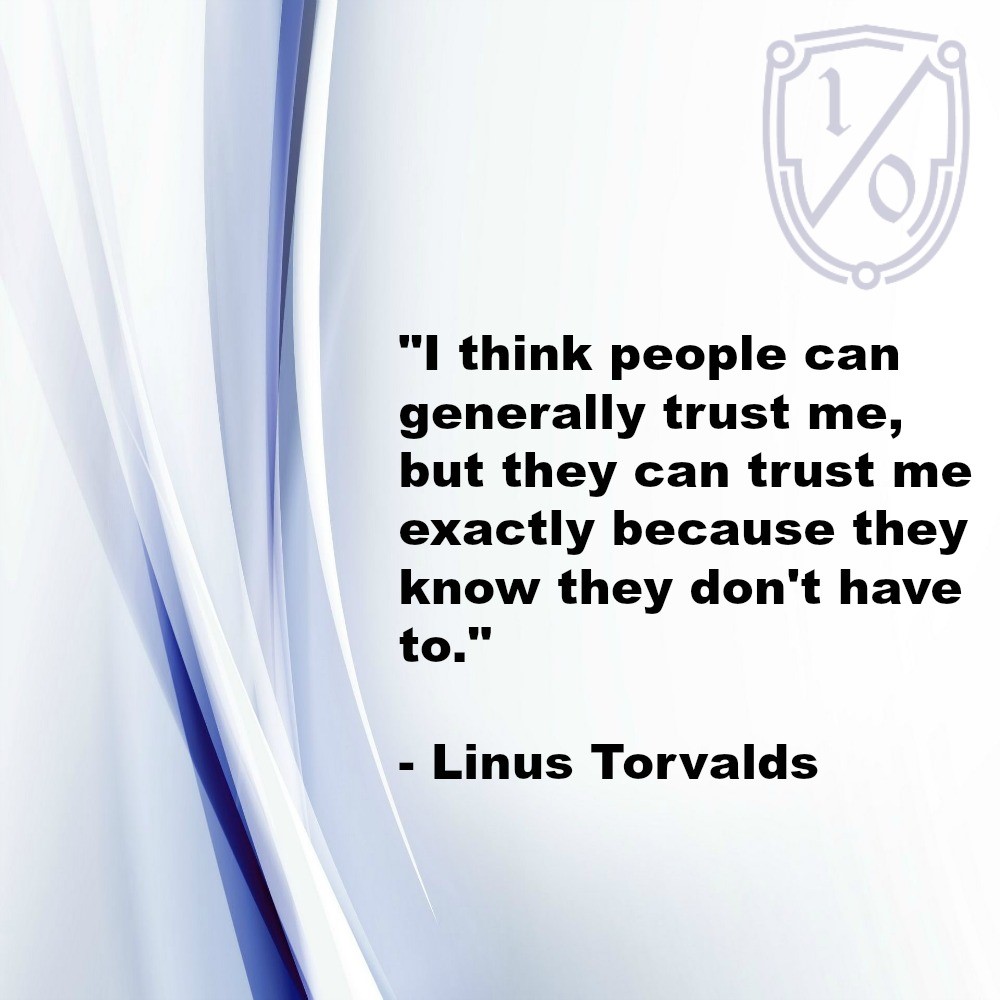 1/0
"I think people can
generally trust me,
but they can trust me
exactly because they
know they don't have
to."
- Linus Torvalds